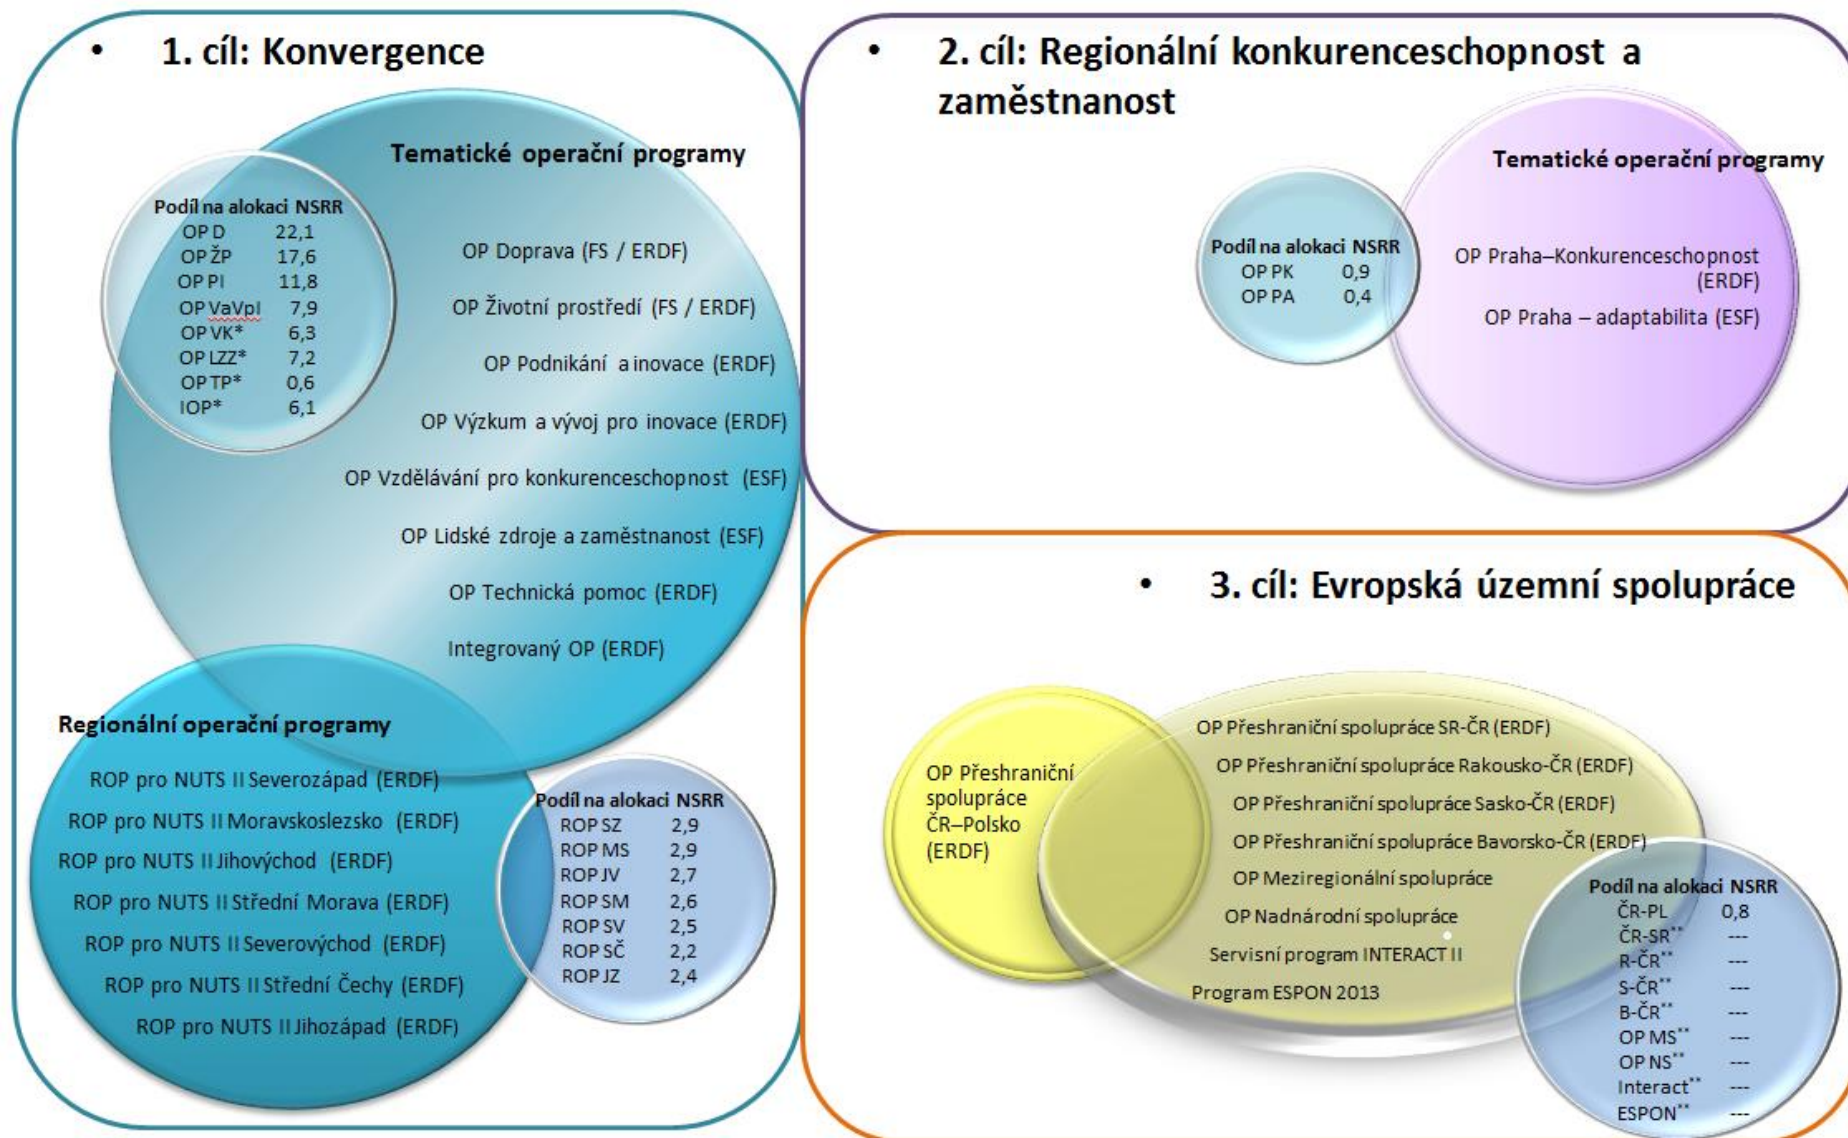 • 1. cíl: Konvergence
Tematické operační programy
Podíl na alokaci NSRR
OP D 22,1
OP ŽP 17,6
OP PI 11,8
OP VaVpI 7,9
OP VK* 6,3
OP LZZ* 7,2
OP TP* 0,6
IOP* 6,1
OP Doprava (FS / ERDF)
OP Životní prostředí (FS / ERDF)
OP Podnikání a inovace (ERDF)
OP Výzkum a vývoj pro inovace (ERDF)
OP Vzdělávání pro konkurenceschopnost (ESF)
OP Lidské zdroje a zaměstnanost (ESF)
OP Technická pomoc (ERDF)
Integrovaný OP (ERDF)
Regionální operační programy
ROP pro NUTS II Severozápad (ERDF)
ROP pro NUTS II Moravskoslezsko (ERDF)
ROP pro NUTS II Jihovýchod (ERDF)
ROP pro NUTS II Střední Morava (ERDF)
ROP pro NUTS II Severovýchod (ERDF)
ROP pro NUTS II Střední Čechy (ERDF)
ROP pro NUTS II Jihozápad (ERDF)
Podíl na alokaci NSRR
ROP SZ 2,9
ROP MS 2,9
ROP JV 2,7
ROP SM 2,6
ROP SV 2,5
ROP SČ 2,2
ROP JZ 2,4
• 2. cíl: Regionální konkurenceschopnost a
zaměstnanost
Tematické operační programy
Podíl na alokaci NSRR
OP PK 0,9
OP PA 0,4
OP Praha–Konkurenceschopnost
(ERDF)
OP Praha – adaptabilita (ESF)
• 3. cíl: Evropská územní spolupráce
OP Přeshraniční
spolupráce
ČR–Polsko
(ERDF)
OP Přeshraniční spolupráce SR-ČR (ERDF)
OP Přeshraniční spolupráce Rakousko-ČR (ERDF)
OP Přeshraniční spolupráce Sasko-ČR (ERDF)
OP Přeshraniční spolupráce Bavorsko-ČR (ERDF)
OP Meziregionální spolupráce
OP Nadnárodní spolupráce
Servisní program INTERACT II
Program ESPON 2013
Podíl na alokaci NSRR
ČR-PL 0,8
ČR-SR** ---
R-ČR** ---
S-ČR** ---
B-ČR** ---
OP MS** ---
OP NS** ---
Interact** ---
ESPON** ---